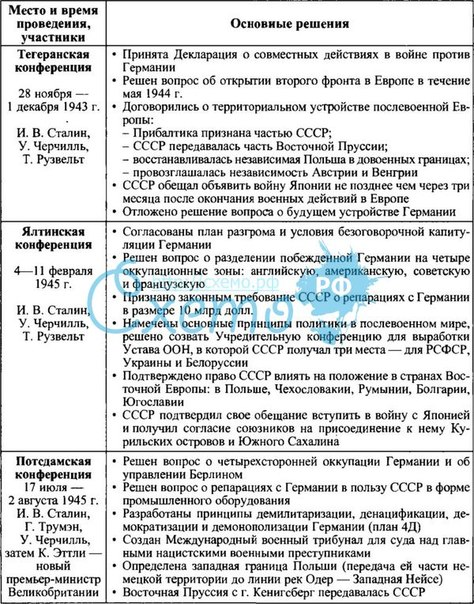 Место и время
проведения,
участники
Основные решения
Тегеранская
конференция
28 ноября —
1 декабря 1943 г.
И. В. Сталин,
У. Черчилль,
Т. Рузвельт
• Принята Декларация о совместных действиях в войне против
Германии
• Решен вопрос об открытии второго фронта в Европе в течение
мая 1944 г.
• Договорились о территориальном устройстве послевоенной Ев-
ропы:
– Прибалтика признана частью СССР;
– СССР передавалась часть Восточной Пруссии;
– восстанавливалась независимая Польша в довоенных границах;
– провозглашалась независимость Австрии и Венгрии
• СССР обещал объявить войну Японии не позднее чем через три
месяца после окончания военных действий в Европе
• Отложено решение вопроса о будущем устройстве Германии
Ялтинская
конференция
4—11 февраля
1945 г.
И. В. Сталин,
У. Черчилль,
Т. Рузвельт
• Согласованы план разгрома и условия безоговорочной капиту-
ляции Германии
• Решен вопрос о разделении побежденной Германии на четыре
оккупационные зоны: английскую, американскую, советскую
и французскую
• Признано законным требование СССР о репарациях с Германии
в размере 10 млрд долл.
• Намечены основные принципы политики в послевоенном мире,
решено созвать Учредительную конференцию для выработки
Устава ООН, в которой СССР получал три места — для РСФСР,
Украины и Белоруссии
• Подтверждено право СССР влиять на положение в странах Вос-
точной Европы: в Польше, Чехословакии, Румынии, Болгарии,
Югославии
• СССР подтвердил свое обещание вступить в войну с Японией
и получил согласие союзников на присоединение к нему Ку-
рильских островов и Южного Сахалина
Потсдамская
конференция
17 июля —
2 августа 1945 г.
И. В. Сталин,
Г. Трумэн,
У. Черчилль,
затем К. Эттли —
новый
премьер-министр
Великобритании
• Решен вопрос о четырехсторонней оккупации Германии и об
управлении Берлином
• Решен вопрос о репарациях с Германии в пользу СССР в форме
промышленного оборудования
• Разработаны принципы демилитаризации, денацификации, де-
мократизации и демонополизации Германии (план 4Д)
• Создан Международный военный трибунал для суда над глав-
ными нацистскими военными преступниками
• Определена западная граница Польши (передача ей части не-
мецкой территории до линии рек Одер — Западная Нейсе)
• Восточная Пруссия с г. Кенигсберг передавалась СССР
Схемо
РФ